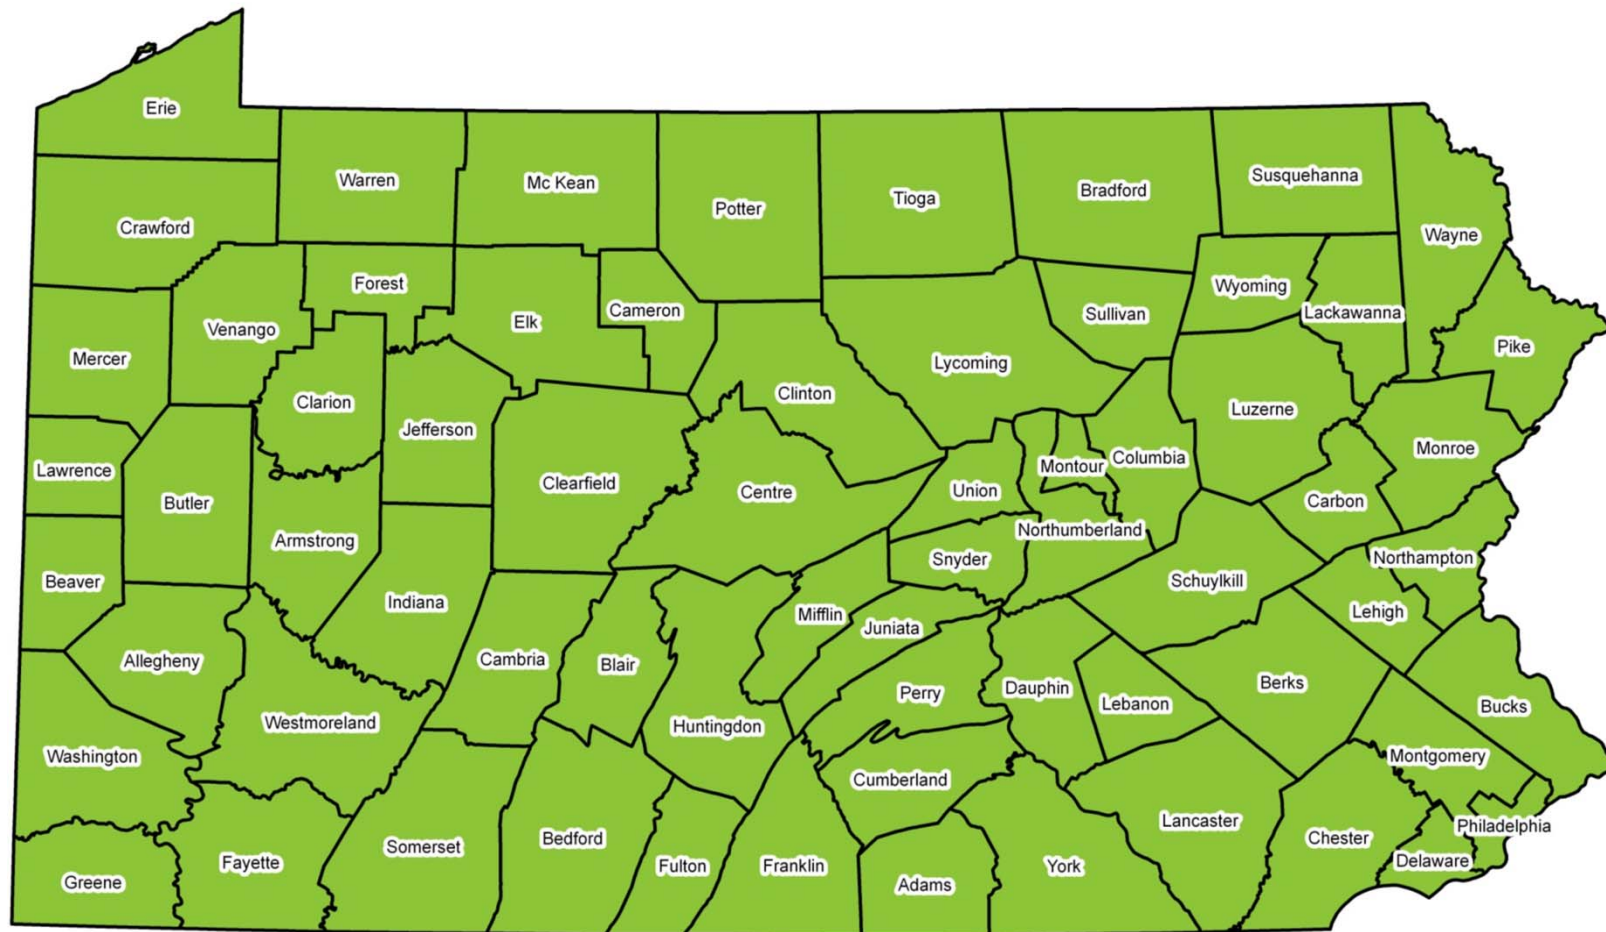 Erie
Warren
Mc Kean
Potter
Tioga
Bradford
Susquehanna
Wayne
Crawford
Forest
Venango
Elk
Cameron
Sullivan
Wyoming
Lackawanna
Pike
Mercer
Clarion
Jefferson
Clinton
Lycoming
Luzerne
Monroe
Lawrence
Butler
Clearfield
Centre
Union
Montour
Columbia
Carbon
Armstrong
Snyder
Northumberland
Northampton
Beaver
Indiana
Mifflin
Juniata
Schuylkill
Lehigh
Allegheny
Cambria
Blair
Perry
Dauphin
Lebanon
Berks
Bucks
Westmoreland
Huntingdon
Washington
Cumberland
Montgomery
Greene
Fayette
Somerset
Bedford
Fulton
Franklin
Adams
York
Lancaster
Chester
Delaware
Philadelphia